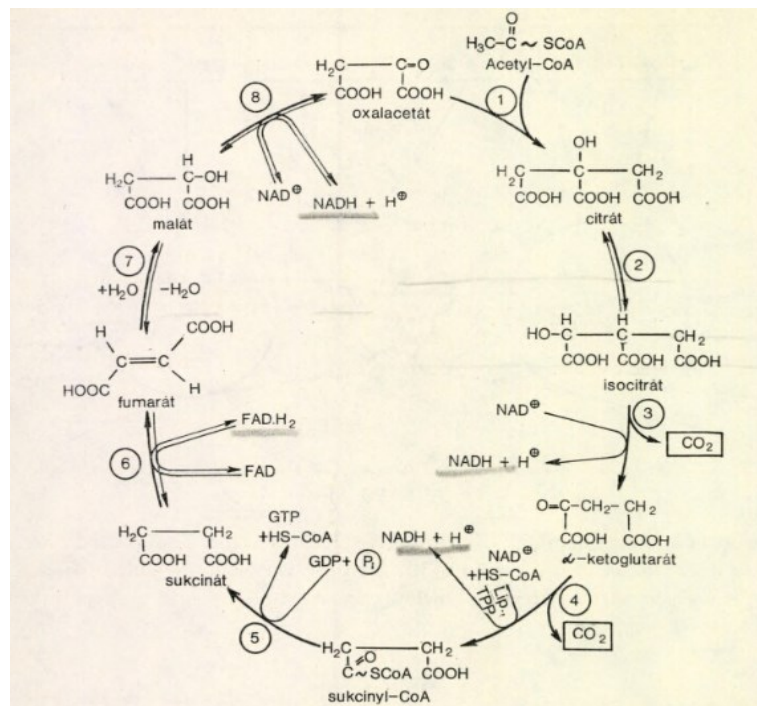 O
H₃C–C ~ SCoA
Acetyl–CoA
H₂C C=O
COOH COOH
oxalacetát
1
8
OH
H₂C C CH₂
COOH COOH COOH
citrát
H
H₂C C–OH
COOH COOH
malát
NAD⊕
NADH + H⊕
7
+H₂O –H₂O
2
H H
HO–C C CH₂
COOH COOH COOH
isocitrát
COOH
H
C=C
HOOC H
fumarát
NAD⊕
3
CO₂
NADH + H⊕
FAD.H₂
6
FAD
O=C–CH₂–CH₂
COOH COOH
α–ketoglutarát
H₂C CH₂
COOH COOH
sukcinát
GTP
+HS–CoA
GDP+ Pᵢ
NADH + H⊕
NAD⊕
+HS–CoA
Lip.,
TPP
4
CO₂
5
H₂C CH₂
O
C~SCoA COOH
sukcinyl–CoA